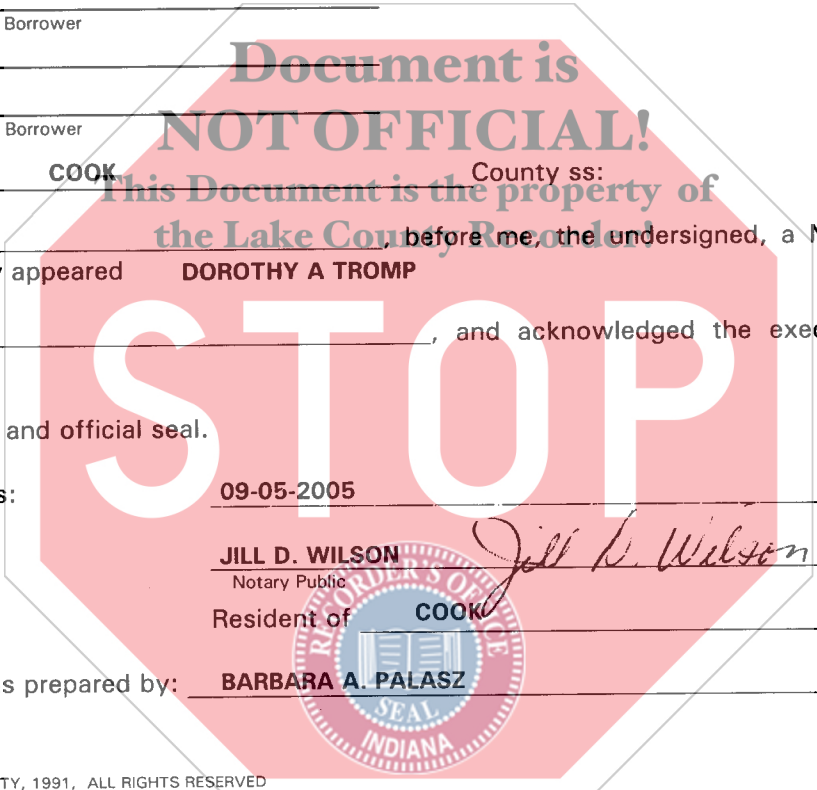 Borrower
Document is
NOT OFFICIAL!
Borrower
COOK County ss:
This Document is the property of
the Lake County Recorder!
, before me, the undersigned, a N
appeared DOROTHY A TROMP
, and acknowledged the exec
STOP
and official seal.
s: 09-05-2005
JILL D. WILSON Jill D. Wilson
Notary Public
RECORDER'S OFFICE
Resident of COOK
s prepared by: BARBARA A. PALASZ
SEAL
INDIANA
TY, 1991, ALL RIGHTS RESERVED